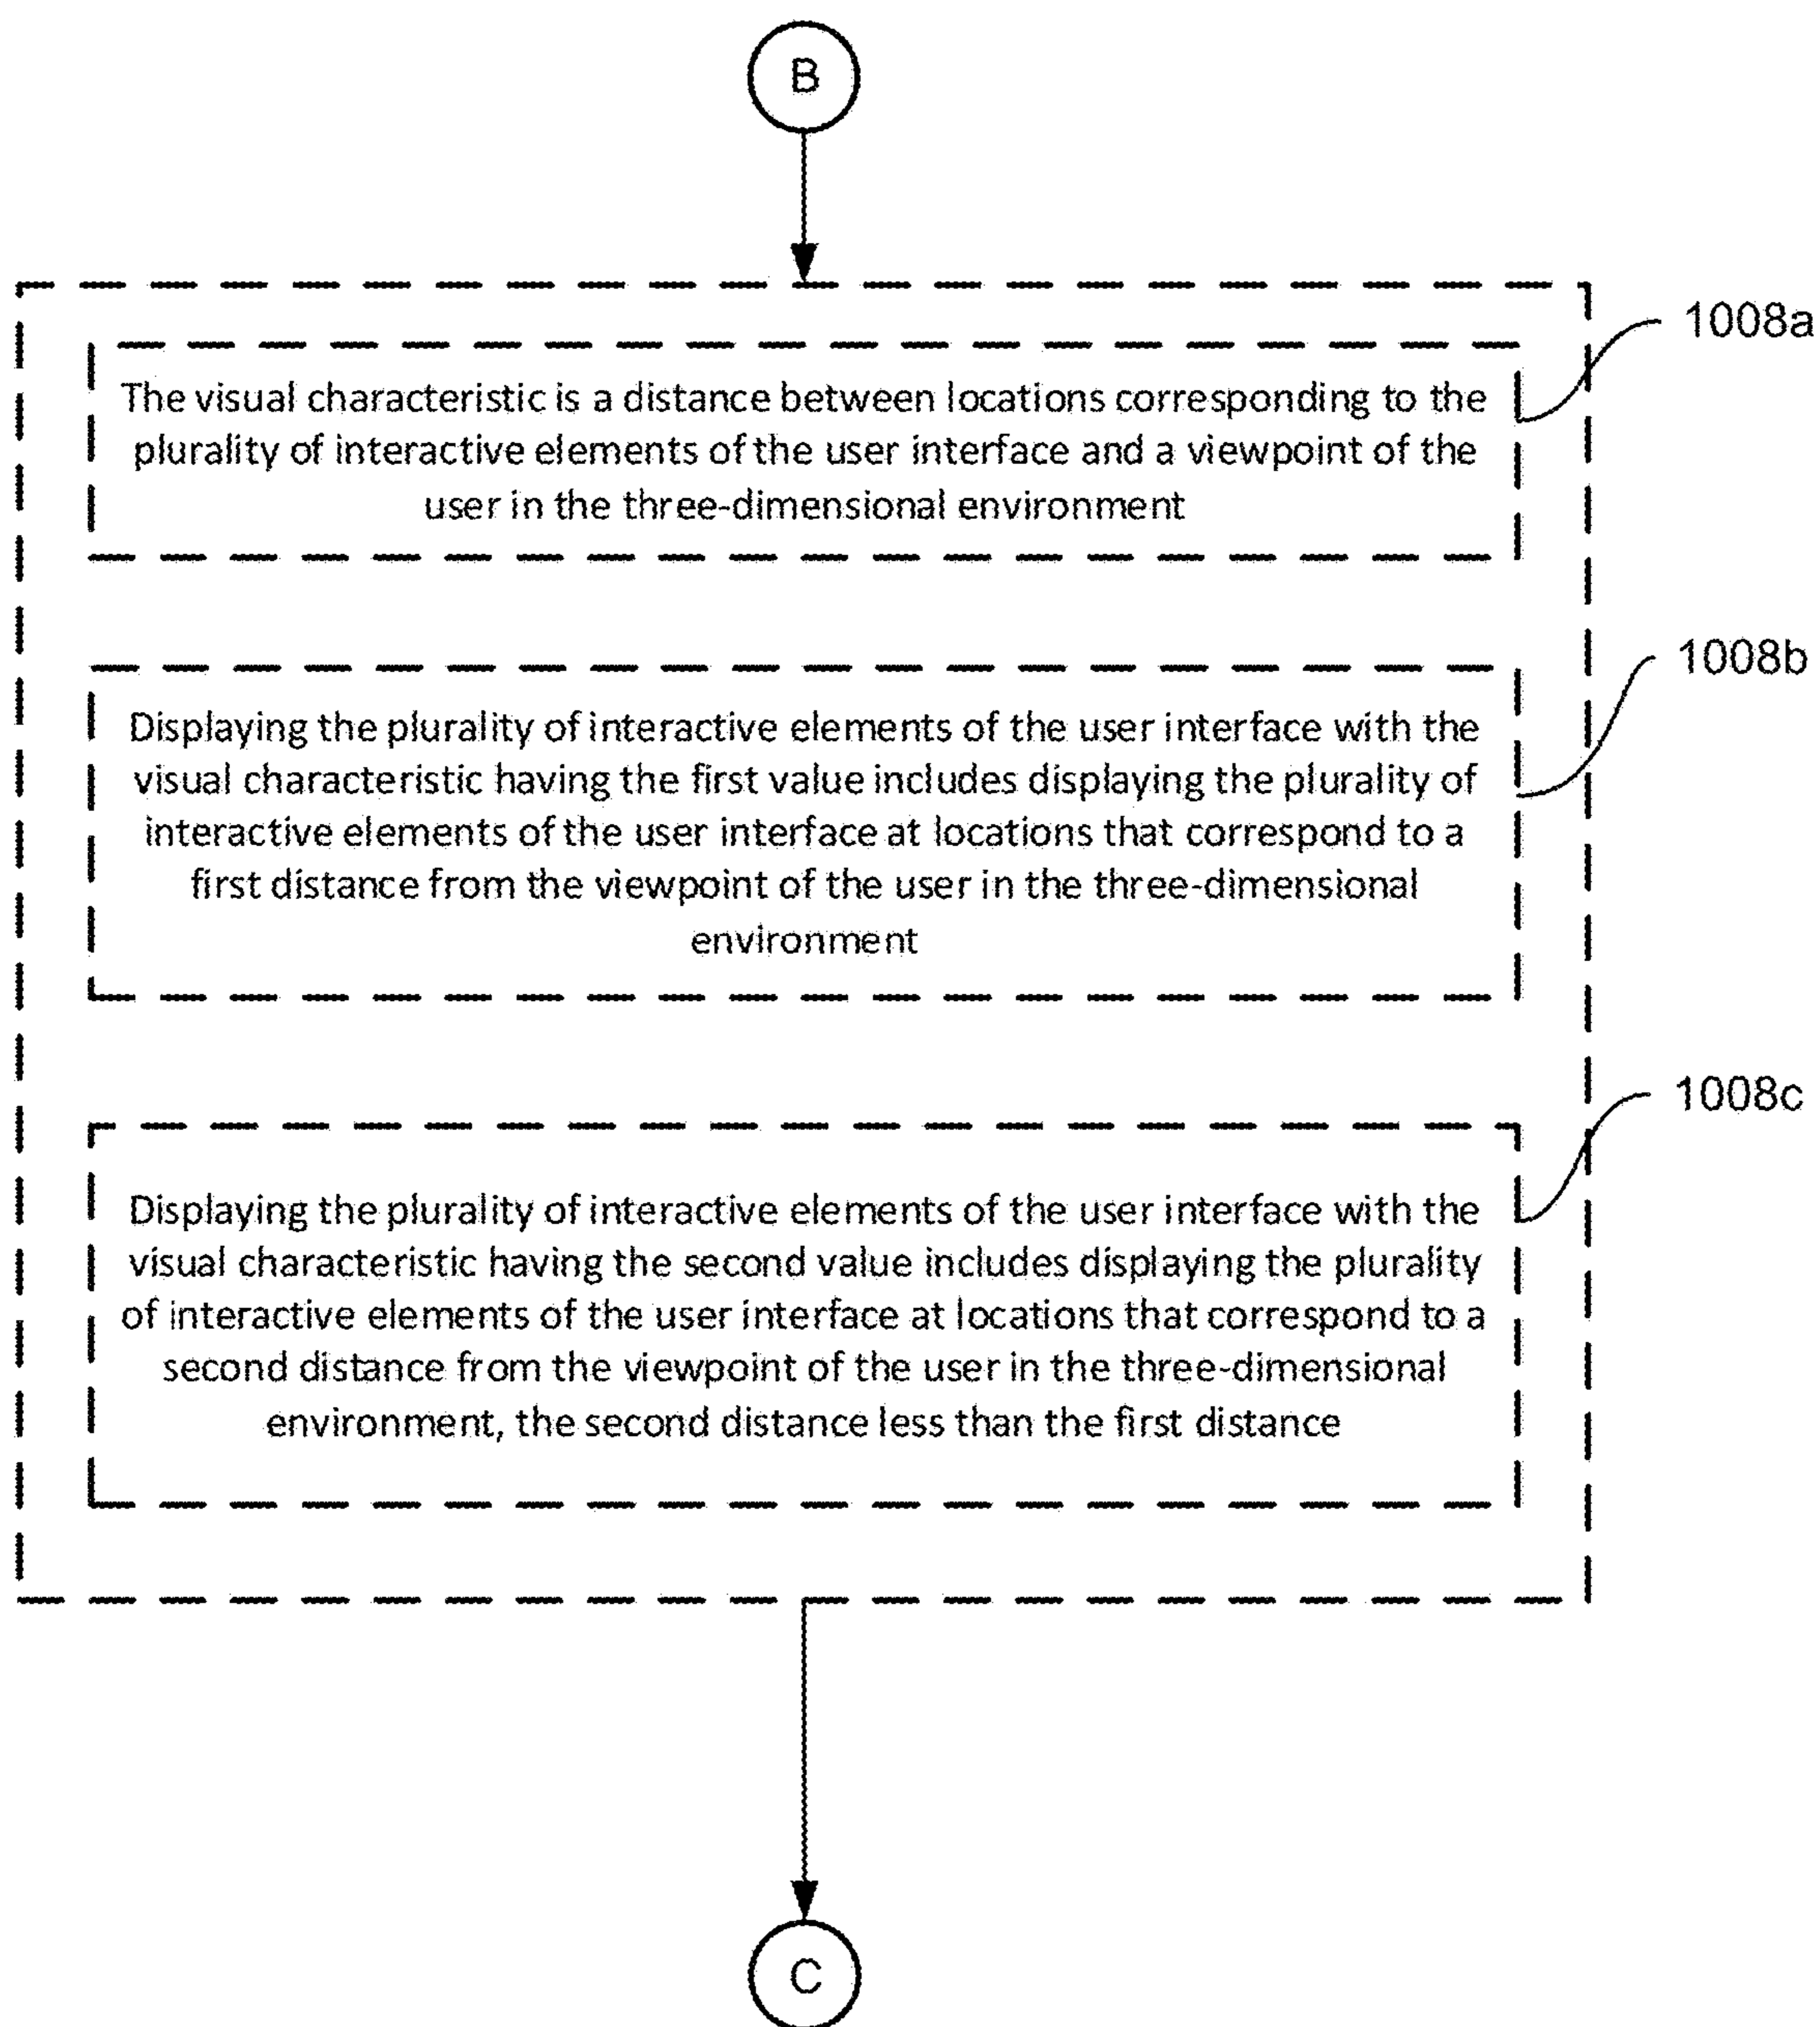 B
1008a
The visual characteristic is a distance between locations corresponding to the
plurality of interactive elements of the user interface and a viewpoint of the
user in the three-dimensional environment
1008b
Displaying the plurality of interactive elements of the user interface with the
visual characteristic having the first value includes displaying the plurality of
interactive elements of the user interface at locations that correspond to a
first distance from the viewpoint of the user in the three-dimensional
environment
1008c
Displaying the plurality of interactive elements of the user interface with the
visual characteristic having the second value includes displaying the plurality
of interactive elements of the user interface at locations that correspond to a
second distance from the viewpoint of the user in the three-dimensional
environment, the second distance less than the first distance
C